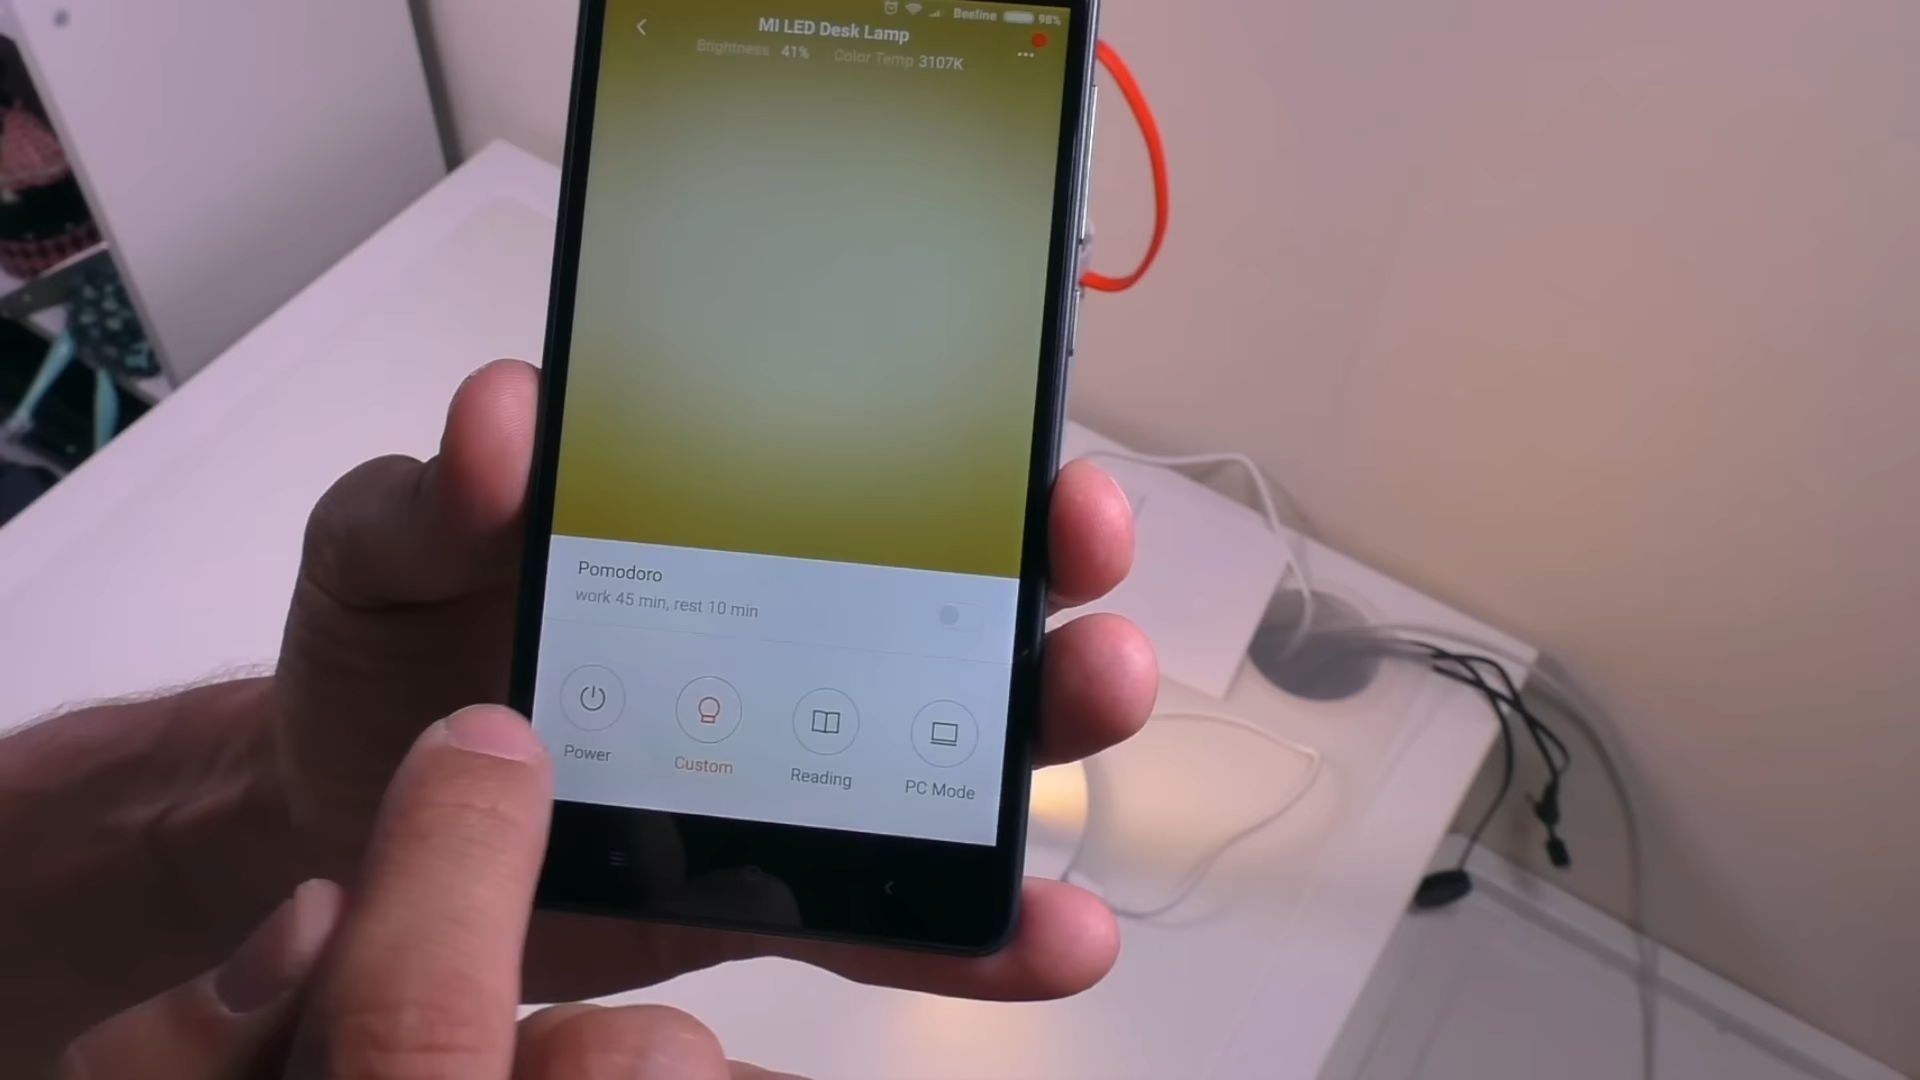 Beeline 98%
MI LED Desk Lamp
Brightness 41% Color Temp 3107K
Pomodoro
work 45 min, rest 10 min
Power Custom Reading PC Mode